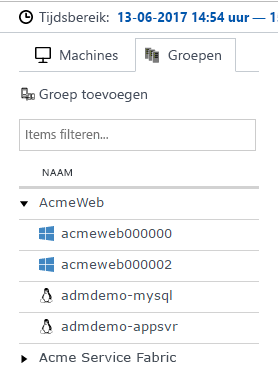 Tijdsbereik: 13-06-2017 14:54 uur —
Machines Groepen
Groep toevoegen
Items filteren...
NAAM
AcmeWeb
acmeweb000000
acmeweb000002
admdemo-mysql
admdemo-appsvr
Acme Service Fabric